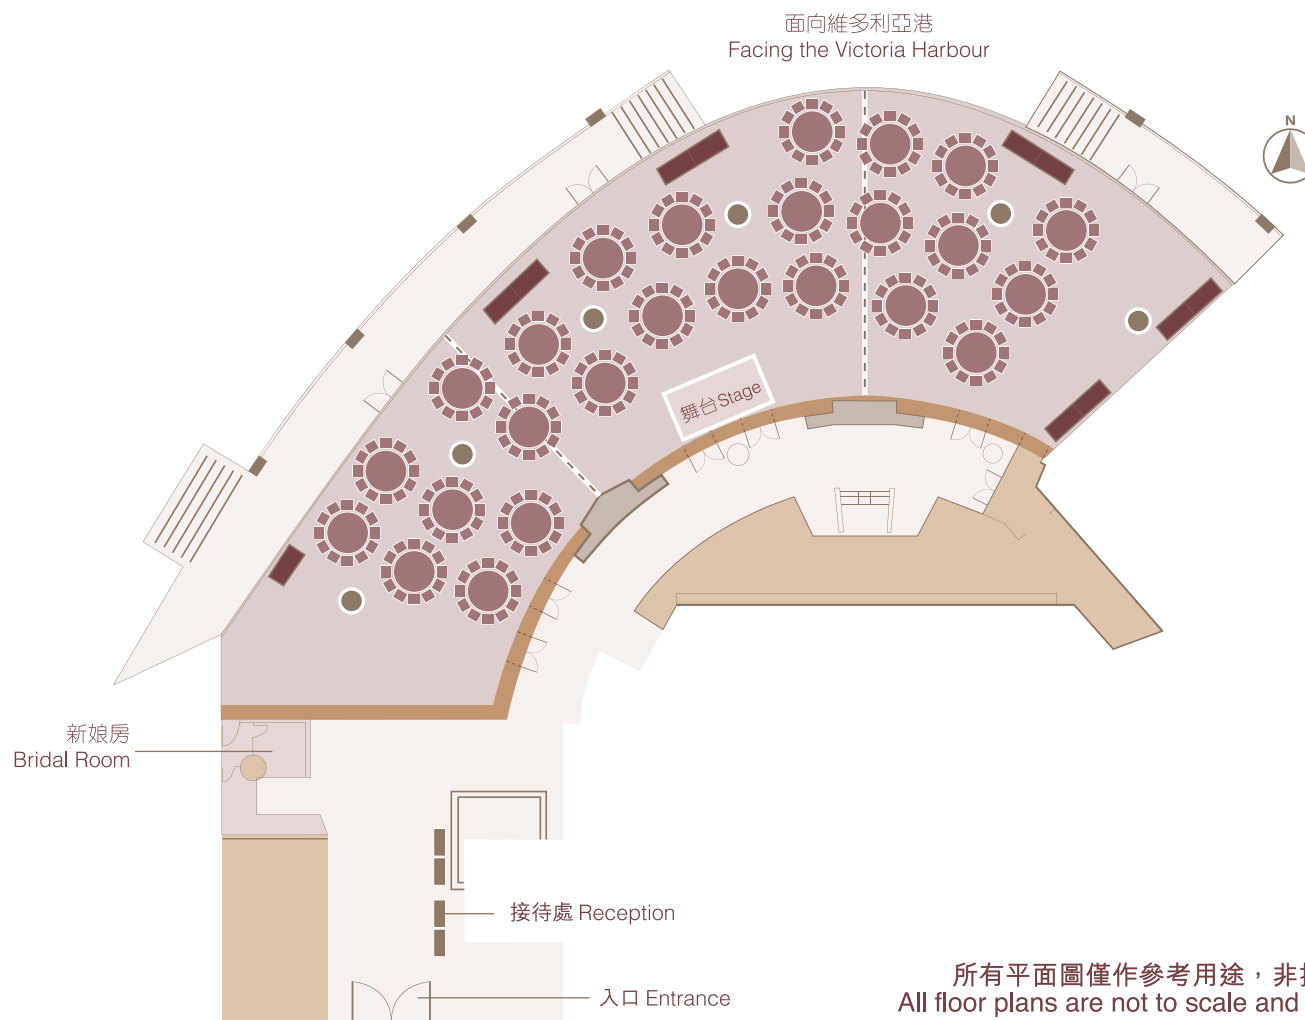 面向維多利亞港
Facing the Victoria Harbour
N
舞台 Stage
新娘房
Bridal Room
接待處 Reception
入口 Entrance
所有平面圖僅作參考用途,非
All floor plans are not to scale and